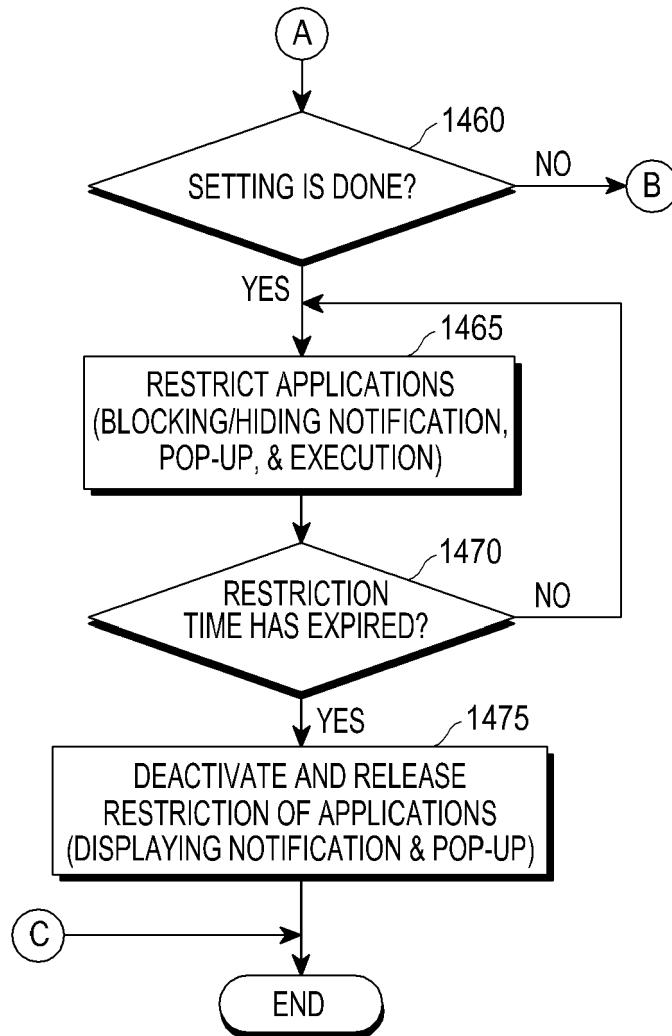 A
1460
SETTING IS DONE?
NO
B
YES
1465
RESTRICT APPLICATIONS
(BLOCKING/HIDING NOTIFICATION,
POP-UP, & EXECUTION)
1470
RESTRICTION
TIME HAS EXPIRED?
NO
YES
1475
DEACTIVATE AND RELEASE
RESTRICTION OF APPLICATIONS
(DISPLAYING NOTIFICATION & POP-UP)
C
END